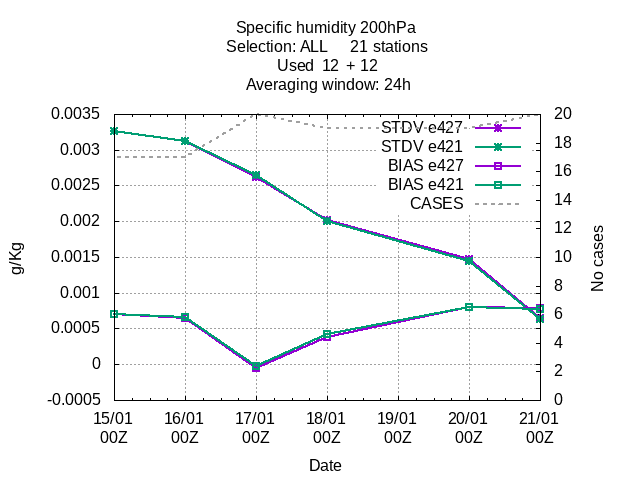 Specific humidity 200hPa
Selection: ALL     21 stations
Used  12  + 12
Averaging window: 24h
0.0035
0.003
0.0025
0.002
0.0015
0.001
0.0005
0
-0.0005
g/Kg
STDV e427
STDV e421
BIAS e427
BIAS e421
CASES
20
18
16
14
12
10
8
6
4
2
0
No cases
15/01 16/01 17/01 18/01 19/01 20/01 21/01
00Z 00Z 00Z 00Z 00Z 00Z 00Z
Date